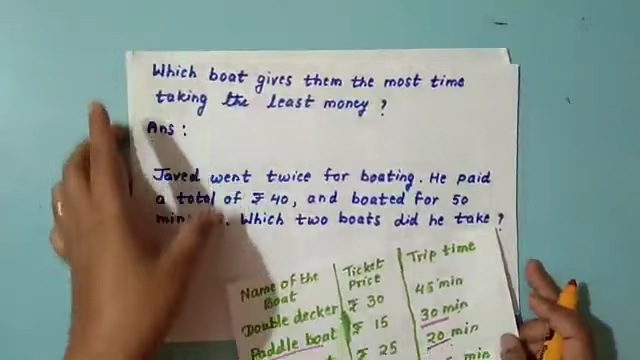 Which boat gives them the most time
taking the least money ?
Ans :
Javed went twice for boating. He paid
a total of ₹ 40, and boated for 50
Which two boats did he take ?
Name of the Boat Ticket Price Trip time
Double decker ₹ 30 45 min
Paddle boat ₹ 15 30 min
₹ 25 20 min
min